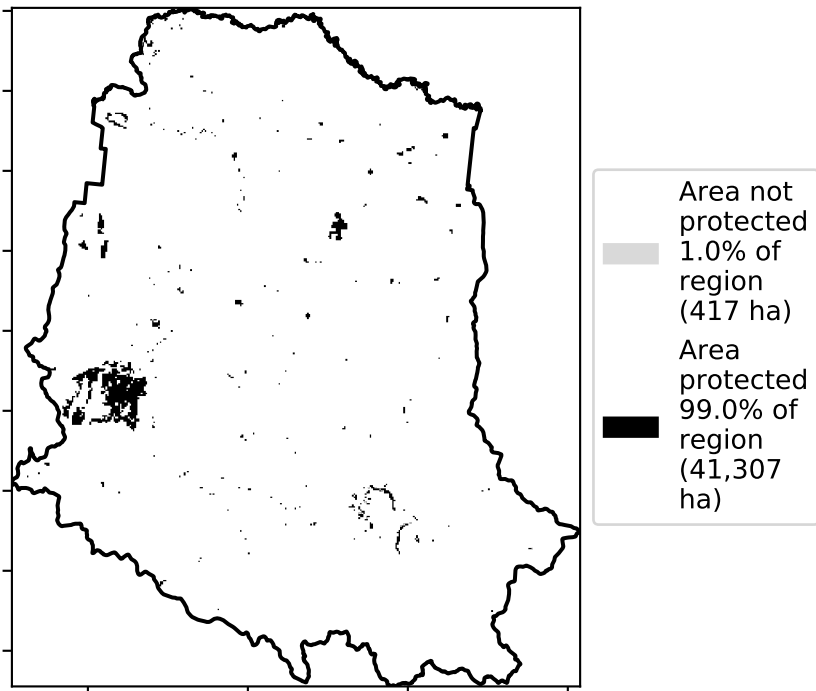 Area not
protected
1.0% of
region
(417 ha)
Area
protected
99.0% of
region
(41,307
ha)